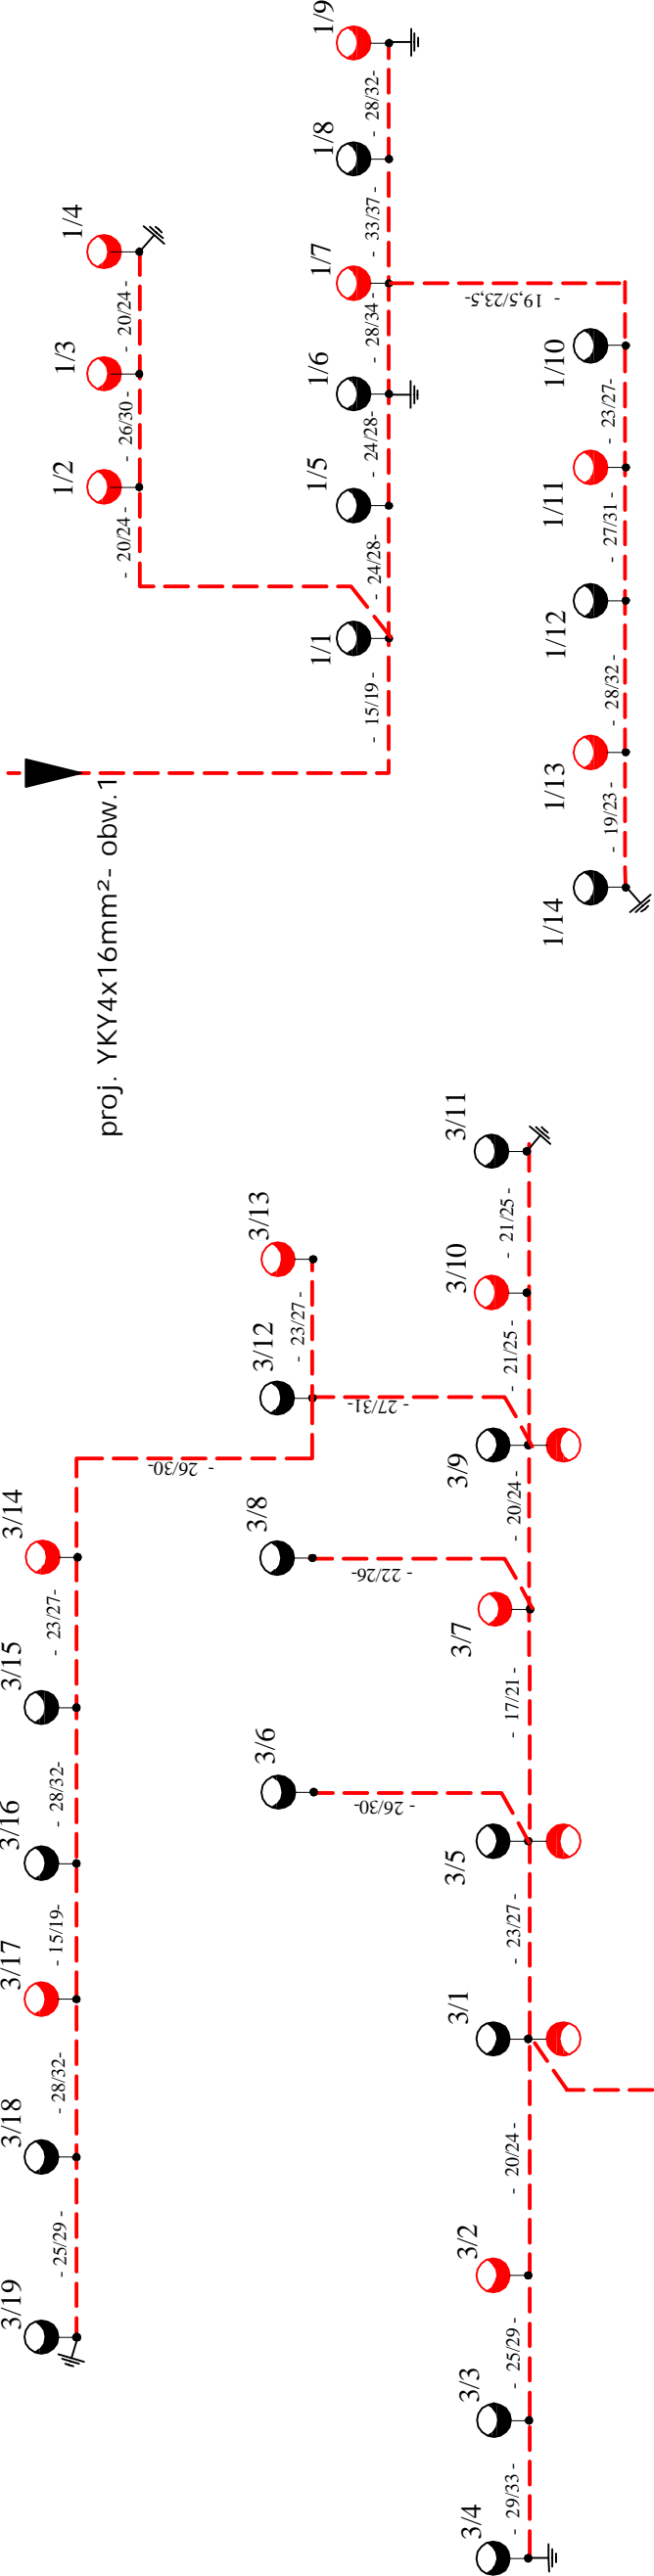 1/9
- 28/32-
1/8
- 33/37 -
1/7
- 28/34 -
1/6
- 24/28-
1/5
- 24/28-
1/1
- 15/19 -
1/4
- 20/24 -
1/3
- 26/30 -
1/2
- 20/24 -
- 19,5/23,5-
1/10
- 23/27-
1/11
- 27/31 -
1/12
- 28/32 -
1/13
- 19/23 -
1/14
proj. YKY4x16mm²- obw.1
3/11
- 21/25 -
3/10
- 21/25 -
3/9
- 20/24 -
3/7
- 17/21 -
3/5
- 23/27 -
3/1
- 20/24 -
3/2
- 25/29 -
3/3
- 29/33 -
3/4
3/13
- 23/27 -
3/12
- 27/31-
3/8
- 22/26-
3/6
- 26/30-
- 26/30-
3/14
- 23/27-
3/15
- 28/32-
3/16
- 15/19-
3/17
- 28/32-
3/18
- 25/29 -
3/19